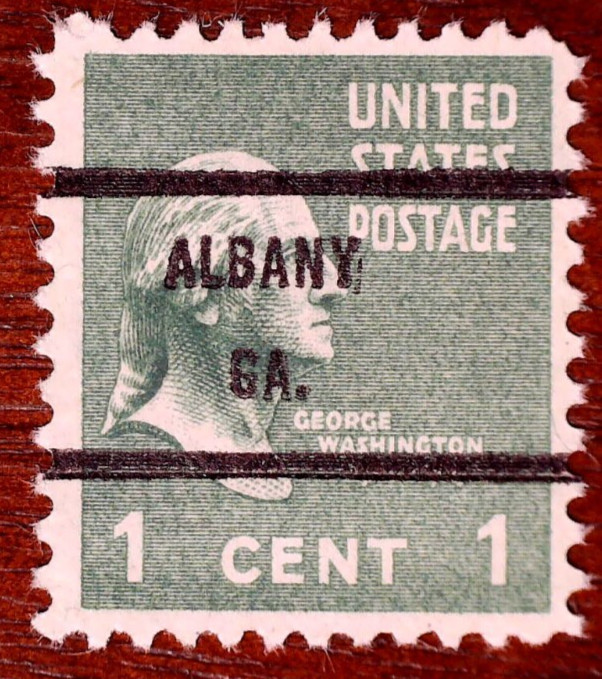 UNITED
STATES
POSTAGE
ALBANY,
GA.
GEORGE
WASHINGTON
1 CENT 1